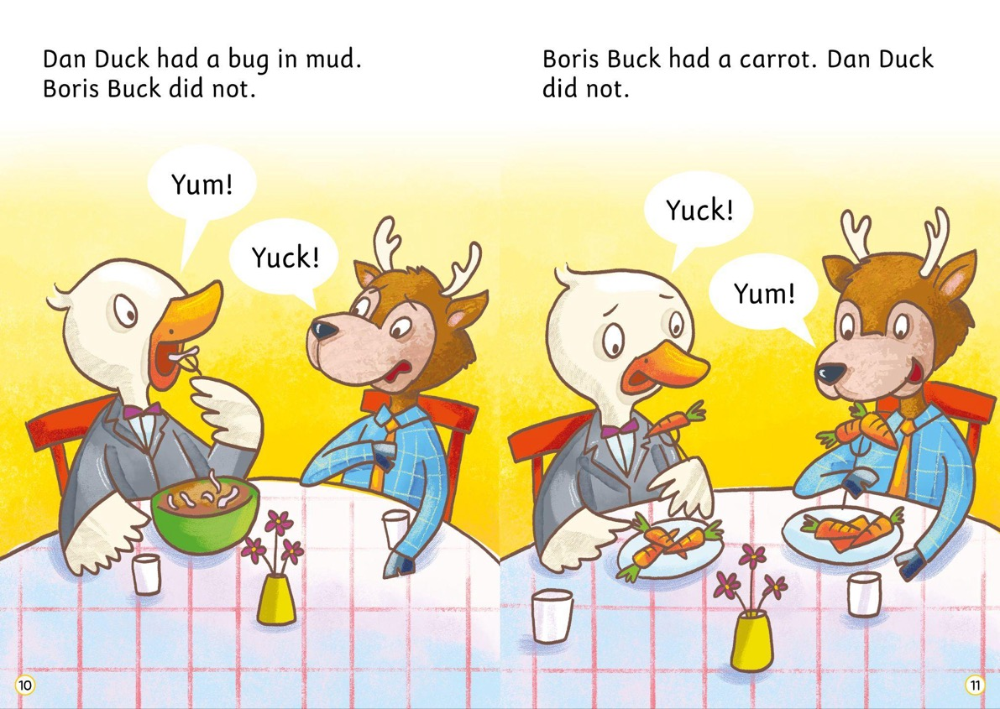 Dan Duck had a bug in mud.
Boris Buck did not.
Yum!
Yuck!
10
Boris Buck had a carrot. Dan Duck
did not.
Yuck!
Yum!
11